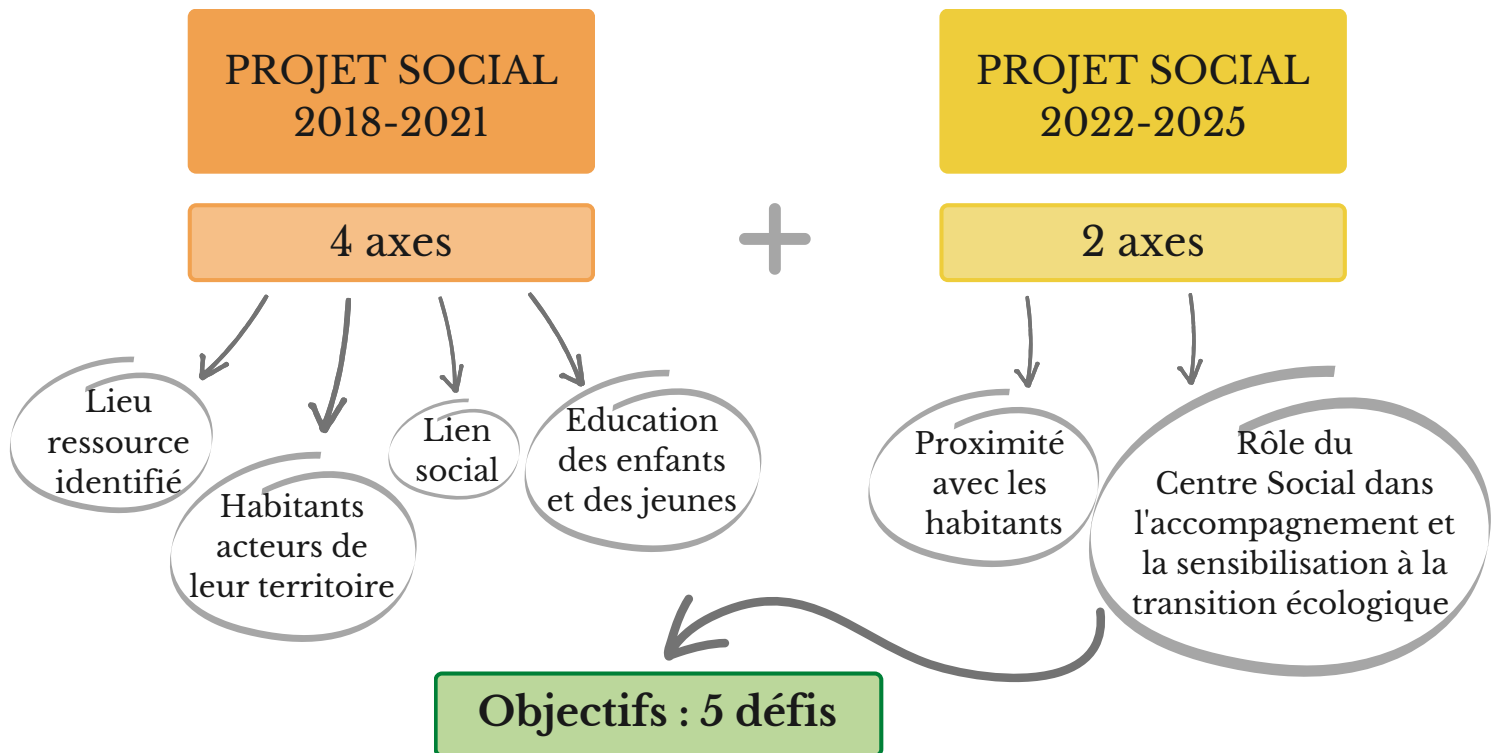 PROJET SOCIAL
2018-2021
4 axes
Lieu
ressource
identifié
Habitants
acteurs de
leur territoire
Lien
social
Education
des enfants
et des jeunes
+
PROJET SOCIAL
2022-2025
2 axes
Proximité
avec les
habitants
Rôle du
Centre Social dans
l'accompagnement et
la sensibilisation à la
transition écologique
Objectifs : 5 défis